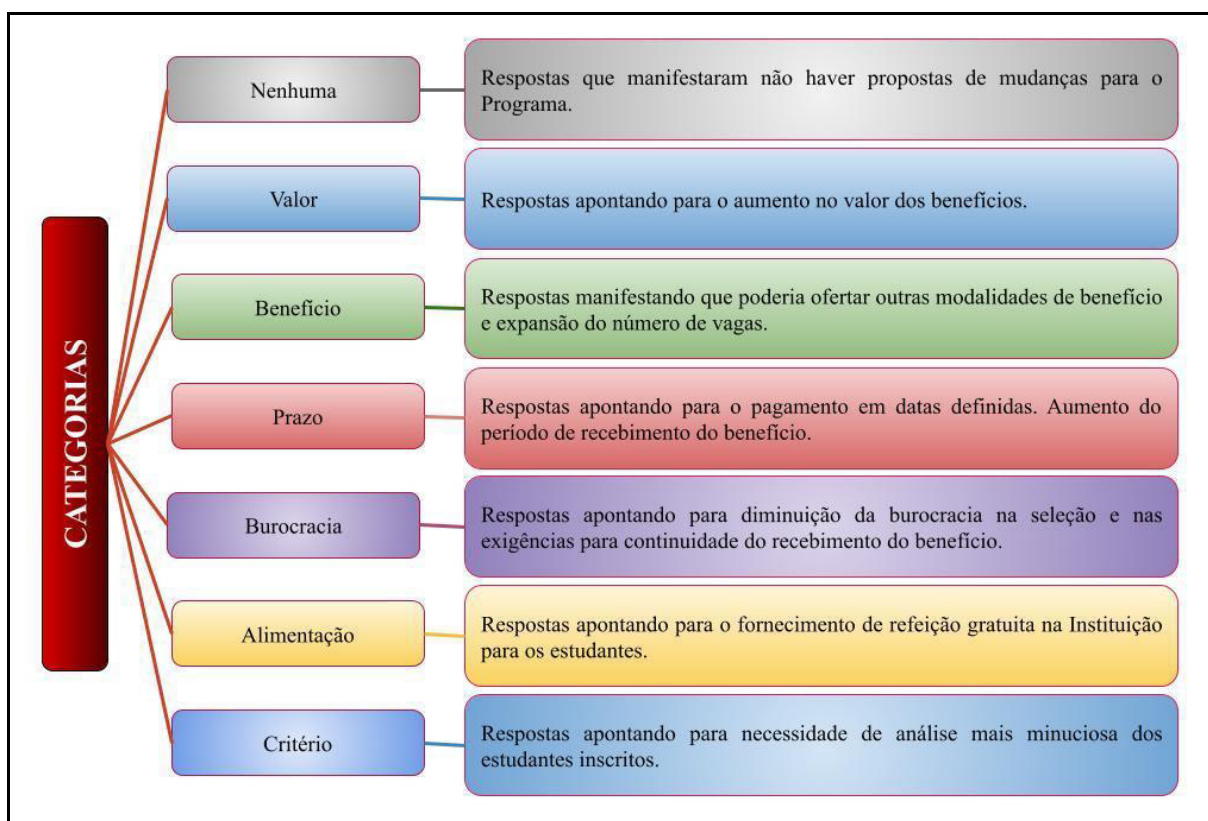 CATEGORIAS
Nenhuma
Respostas que manifestaram não haver propostas de mudanças para o
Programa.
Valor
Respostas apontando para o aumento no valor dos benefícios.
Benefício
Respostas manifestando que poderia ofertar outras modalidades de benefício
e expansão do número de vagas.
Prazo
Respostas apontando para o pagamento em datas definidas. Aumento do
período de recebimento do benefício.
Burocracia
Respostas apontando para diminuição da burocracia na seleção e nas
exigências para continuidade do recebimento do benefício.
Alimentação
Respostas apontando para o fornecimento de refeição gratuita na Instituição
para os estudantes.
Critério
Respostas apontando para necessidade de análise mais minuciosa dos
estudantes inscritos.